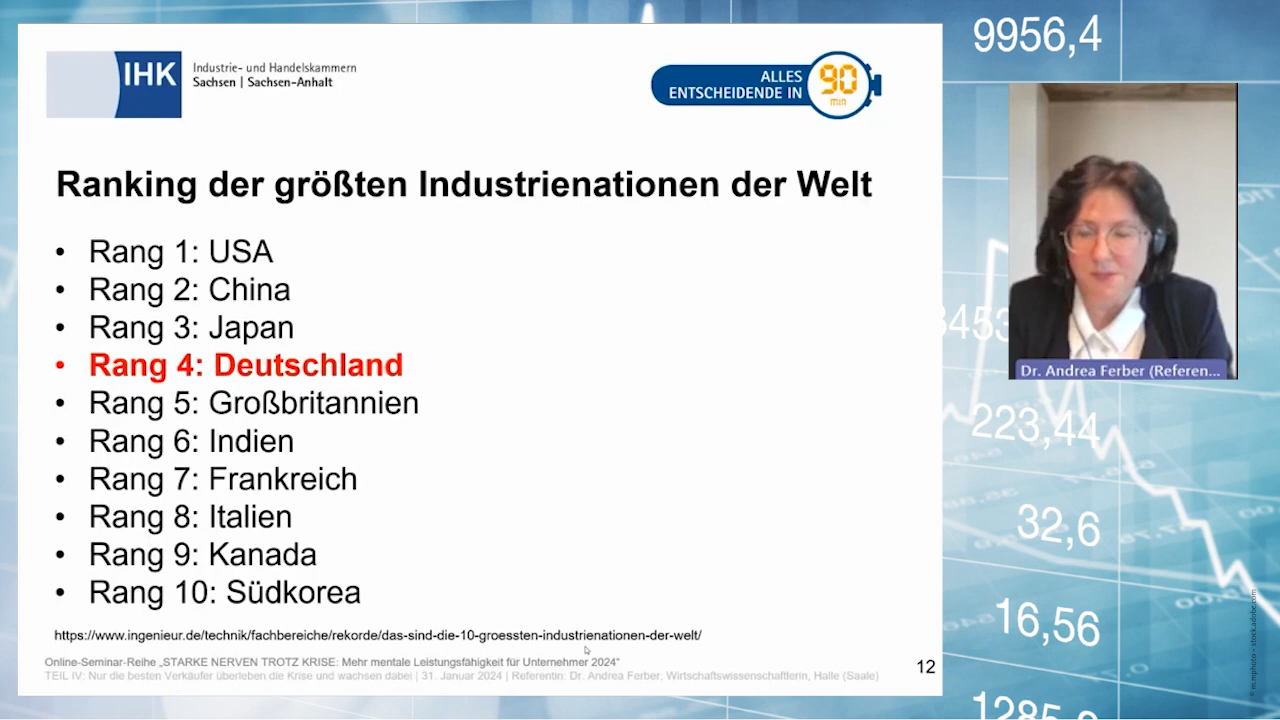 IHK
Industrie- und Handelskammern
Sachsen | Sachsen-Anhalt
ALLES
ENTSCHEIDENDE IN
90
min
Ranking der größten Industrienationen der Welt
• Rang 1: USA
• Rang 2: China
• Rang 3: Japan
• Rang 4: Deutschland
• Rang 5: Großbritannien
• Rang 6: Indien
• Rang 7: Frankreich
• Rang 8: Italien
• Rang 9: Kanada
• Rang 10: Südkorea
https://www.ingenieur.de/technik/fachbereiche/rekorde/das-sind-die-10-groessten-industrienationen-der-welt/
Online-Seminar-Reihe „STARKE NERVEN TROTZ KRISE: Mehr mentale Leistungsfähigkeit für Unternehmer 2024“
TEIL IV: Nur die besten Verkäufer überleben die Krise und wachsen dabei | 31. Januar 2024 | Referentin: Dr. Andrea Ferber, Wirtschaftswissenschaftlerin, Halle (Saale)
12
9956,4
Dr. Andrea Ferber (Referen...
223,44
32,6
16,56